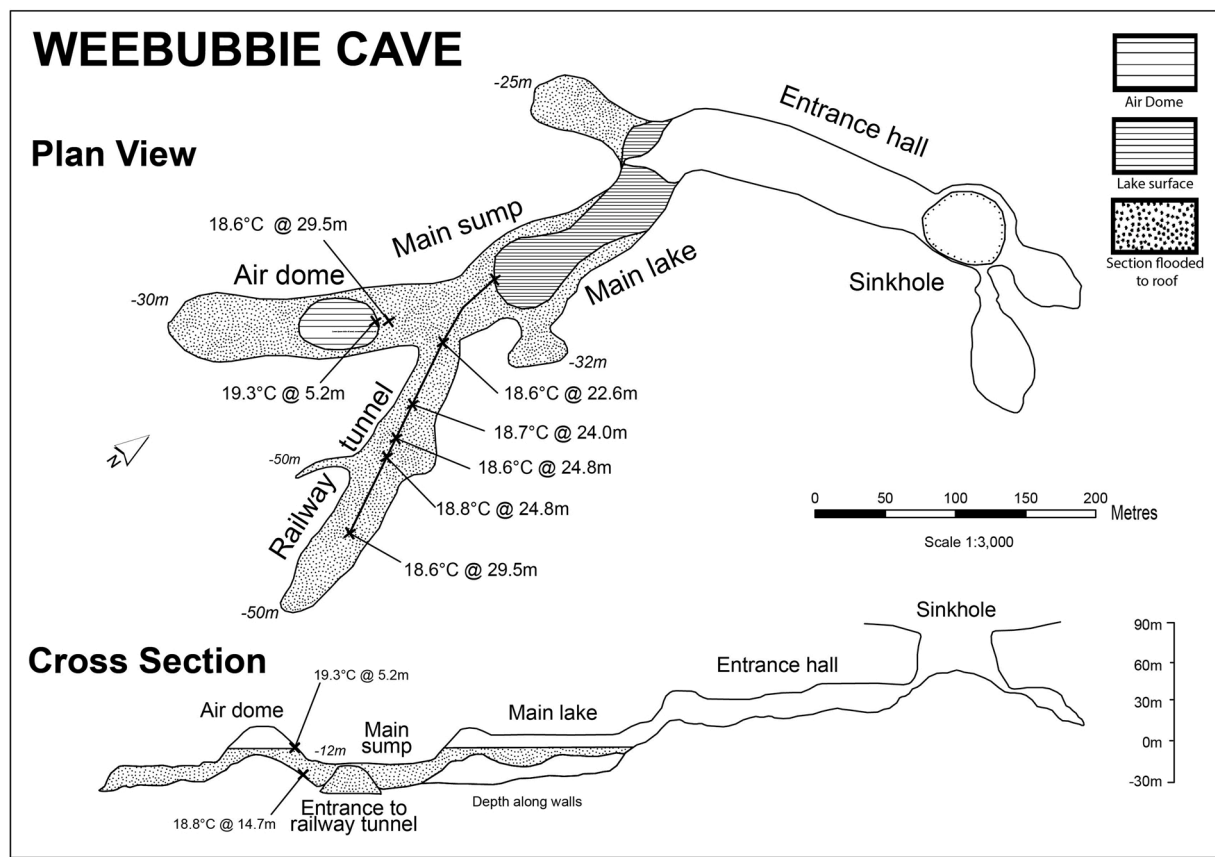 WEEBUBBIE CAVE
Plan View
-25m
Entrance hall
Air Dome
Lake surface
Section flooded
to roof
18.6°C @ 29.5m
Main sump
Air dome
Main lake
Sinkhole
-30m
-32m
19.3°C @ 5.2m
18.6°C @ 22.6m
tunnel
18.7°C @ 24.0m
N
-50m
18.6°C @ 24.8m
Railway
18.8°C @ 24.8m
18.6°C @ 29.5m
-50m
0 50 100 150 200
Metres
Scale 1:3,000
Cross Section
Sinkhole
90m
60m
30m
0m
-30m
19.3°C @ 5.2m
Entrance hall
Air dome
Main lake
-12m
Main
sump
Depth along walls
Entrance to
railway tunnel
18.8°C @ 14.7m